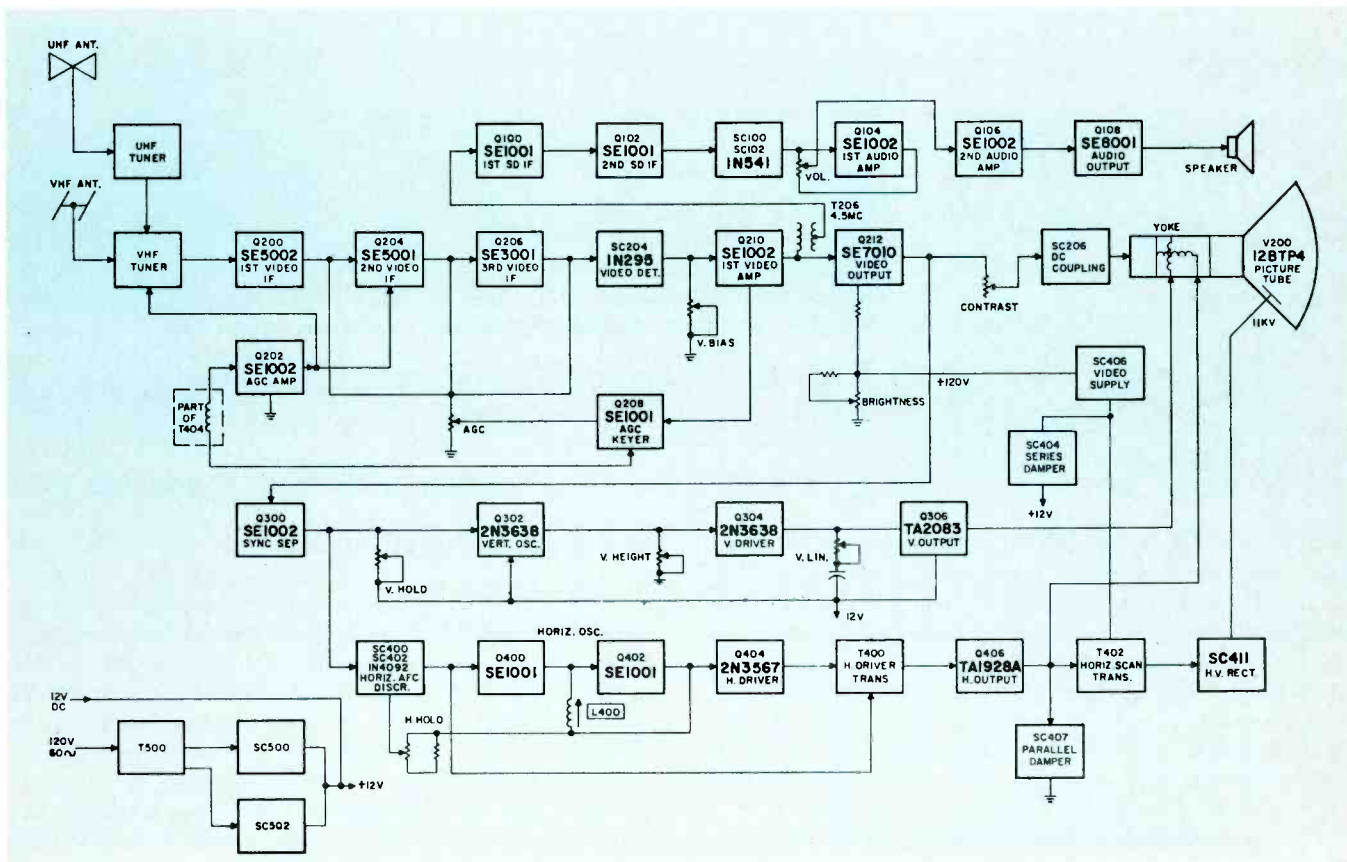 UHF ANT.
UHF
TUNER
VHF ANT.
VHF
TUNER
Q100
SE1001
1ST SD IF
Q102
SE1001
2ND SD IF
SC100
SC102
1N541
VOL.
Q104
SE1002
1ST AUDIO
AMP
Q106
SE1002
2ND AUDIO
AMP
Q108
SE8001
AUDIO
OUTPUT
SPEAKER
T206
4.5MC
Q200
SE5002
1ST VIDEO
IF
Q204
SE5001
2ND VIDEO
IF
Q206
SE3001
3RD VIDEO
IF
SC204
1N295
VIDEO DET.
Q210
SE1002
1ST VIDEO
AMP
Q212
SE7010
VIDEO
OUTPUT
CONTRAST
SC206
DC
COUPLING
YOKE
V200
12BTP4
PICTURE
TUBE
11KV
V. BIAS
Q202
SE1002
AGC AMP
PART
OF
T404
AGC
Q208
SE1001
AGC
KEYER
+120V
BRIGHTNESS
SC406
VIDEO
SUPPLY
SC404
SERIES
DAMPER
+12V
Q300
SE1002
SYNC SEP
V. HOLD
Q302
2N3638
VERT. OSC.
V. HEIGHT
Q304
2N3638
V DRIVER
V. LIN.
Q306
TA2083
V. OUTPUT
12V
HORIZ. OSC.
SC400
SC402
IN4092
HORIZ. AFC
DISCR.
Q400
SE1001
Q402
SE1001
Q404
2N3567
H. DRIVER
T400
H. DRIVER
TRANS
Q406
TA1928A
H. OUTPUT
T402
HORIZ SCAN
TRANS.
SC411
H.V. RECT.
H. HOLD
L400
SC407
PARALLEL
DAMPER
12V
DC
120V
60~
T500
SC500
SC502
+12V